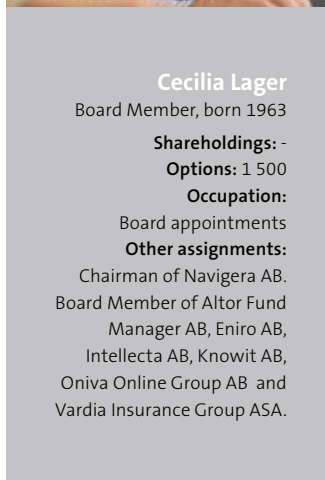 Cecilia Lager
Board Member, born 1963
Shareholdings: -
Options: 1 500
Occupation:
Board appointments
Other assignments:
Chairman of Navigera AB.
Board Member of Altor Fund
Manager AB, Eniro AB,
Intellecta AB, Knowit AB,
Oniva Online Group AB and
Vardia Insurance Group ASA.